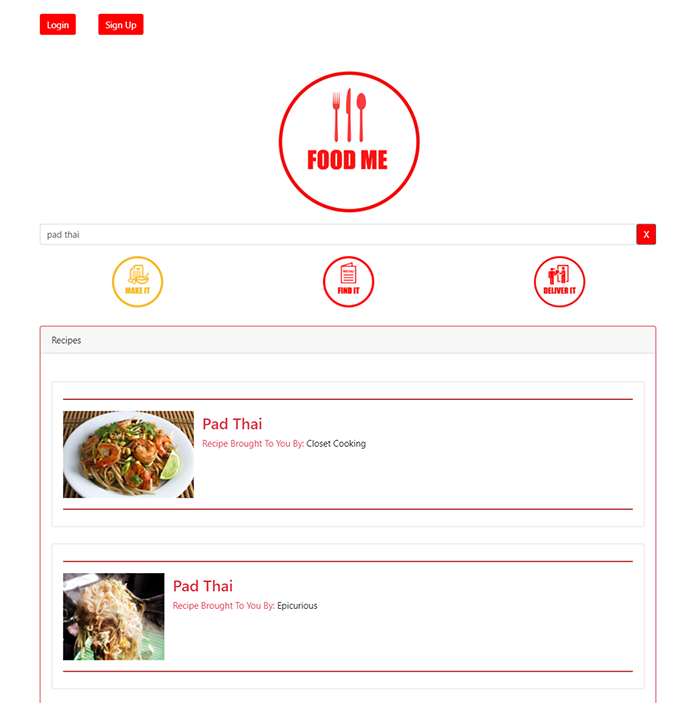 Login
Sign Up
FOOD ME
pad thai
X
MAKE IT
MENU
FIND IT
DELIVER IT
Recipes
Pad Thai
Recipe Brought To You By: Closet Cooking
Pad Thai
Recipe Brought To You By: Epicurious